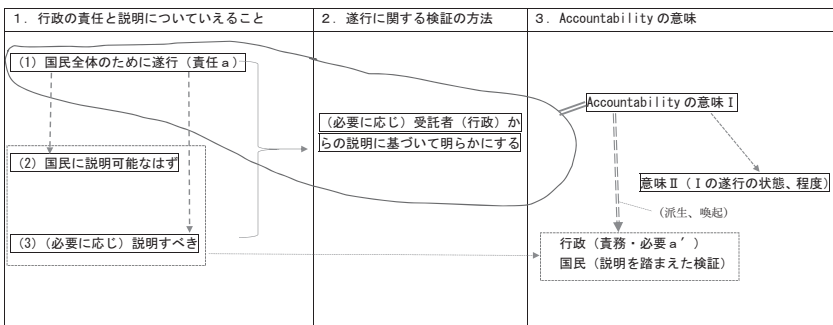 1．行政の責任と説明についていえること
2．遂行に関する検証の方法
3．Accountabilityの意味
（1）国民全体のために遂行（責任ａ）
（2）国民に説明可能なはず
（3）（必要に応じ）説明すべき
（必要に応じ）受託者（行政）か
らの説明に基づいて明らかにする
Accountabilityの意味Ⅰ
意味Ⅱ（Ⅰの遂行の状態、程度）
（派生、喚起）
行政（責務・必要ａ′）
国民（説明を踏まえた検証）